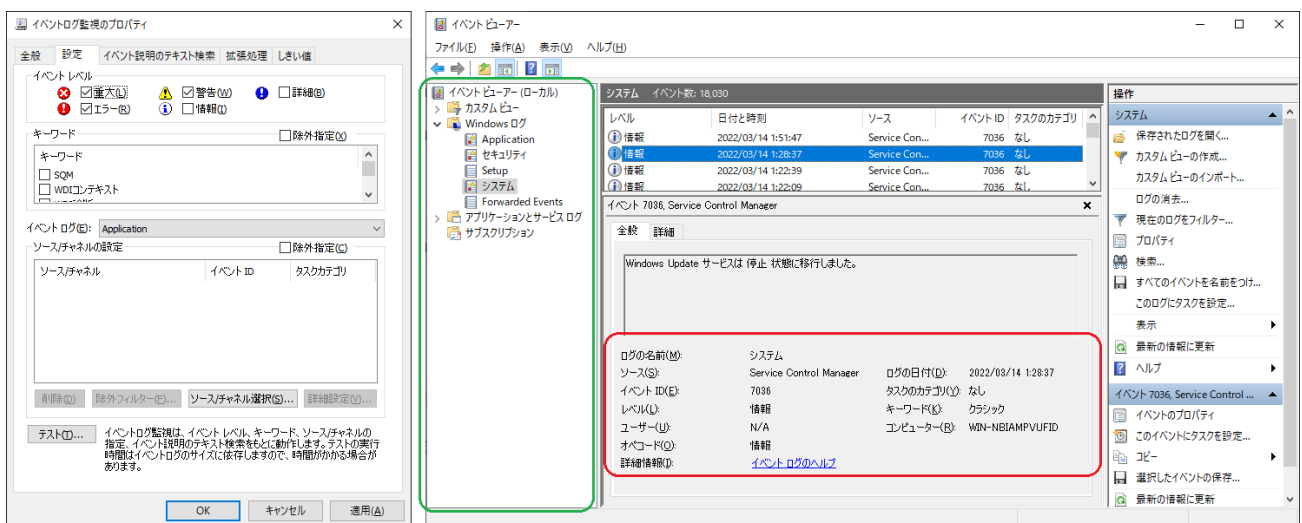 イベントログ監視のプロパティ
全般 設定 イベント説明のテキスト検索 拡張処理 しきい値
イベント レベル
重大(L) 警告(W) 詳細(B)
エラー(R) 情報(I)
キーワード 除外指定(X)
キーワード
SQM
WDIコンテキスト
イベント ログ(E): Application
ソース/チャネルの設定 除外指定(C)
ソース/チャネル イベント ID タスクカテゴリ
削除(D) 除外フィルター(F)... ソース/チャネル選択(S)... 詳細設定(V)...
テスト(T)... イベントログ監視は、イベント レベル、キーワード、ソース/チャネルの
指定、イベント説明のテキスト検索をもとに動作します。テストの実行
時間はイベントログのサイズに依存しますので、時間がかかる場合が
あります。
OK キャンセル 適用(A)
イベント ビューアー
ファイル(F) 操作(A) 表示(V) ヘルプ(H)
イベント ビューアー (ローカル)
カスタム ビュー
Windows ログ
Application
セキュリティ
Setup
システム
Forwarded Events
アプリケーションとサービス ログ
サブスクリプション
システム イベント数: 18,030
レベル 日付と時刻 ソース イベント ID タスクのカテゴリ
情報 2022/03/14 1:51:47 Service Con... 7036 なし
情報 2022/03/14 1:28:37 Service Con... 7036 なし
情報 2022/03/14 1:22:39 Service Con... 7036 なし
情報 2022/03/14 1:22:09 Service Con... 7036 なし
イベント 7036, Service Control Manager
全般 詳細
Windows Update サービスは 停止 状態に移行しました。
ログの名前(M): システム
ソース(S): Service Control Manager ログの日付(D): 2022/03/14 1:28:37
イベント ID(E): 7036 タスクのカテゴリ(Y): なし
レベル(L): 情報 キーワード(K): クラシック
ユーザー(U): N/A コンピューター(R): WIN-NBIAMPVUFID
オペコード(O): 情報
詳細情報(I): イベント ログのヘルプ
操作
システム
保存されたログを開く...
カスタム ビューの作成...
カスタム ビューのインポート...
ログの消去...
現在のログをフィルター...
プロパティ
検索...
すべてのイベントを名前をつけ...
このログにタスクを設定...
表示
最新の情報に更新
ヘルプ
イベント 7036, Service Control ...
イベントのプロパティ
このイベントにタスクを設定...
コピー
選択したイベントの保存...
最新の情報に更新